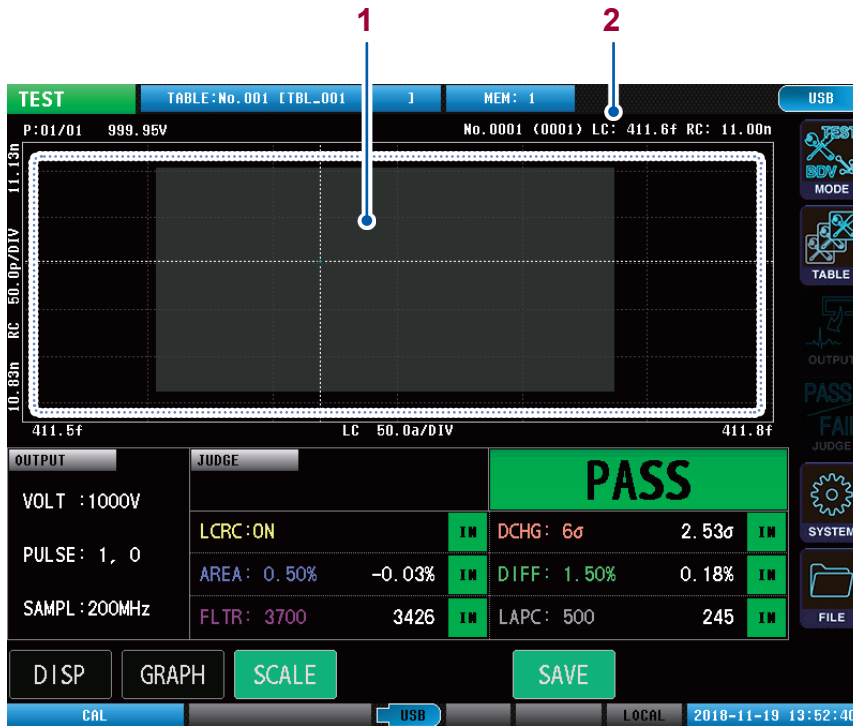 1 2
TEST TABLE:No.001 [TBL_001 ] MEM: 1 USB
P:01/01 999.95V No.0001 (0001) LC: 411.6f RC: 11.00n
10.83n RC 50.0p/DIV 11.13n
411.5f LC 50.0a/DIV 411.8f
TEST
BDV
MODE
TABLE
OUTPUT
PASS
FAIL
JUDGE
SYSTEM
FILE
OUTPUT JUDGE
VOLT :1000V
PULSE: 1, 0
SAMPL:200MHz
PASS
LCRC:ON IN DCHG: 6σ 2.53σ IN
AREA: 0.50% -0.03% IN DIFF: 1.50% 0.18% IN
FLTR: 3700 3426 IN LAPC: 500 245 IN
DISP GRAPH SCALE SAVE
CAL USB LOCAL 2018-11-19 13:52:40